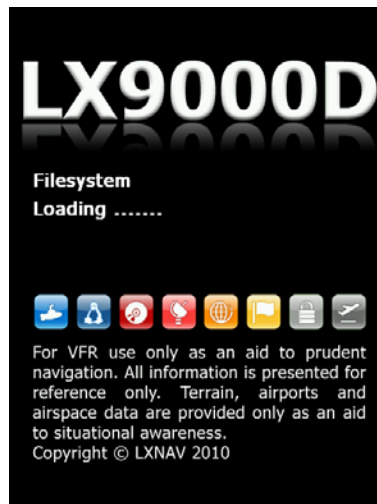 LX9000D
Filesystem
Loading .......
For VFR use only as an aid to prudent
navigation. All information is presented for
reference only. Terrain, airports and
airspace data are provided only as an aid
to situational awareness.
Copyright © LXNAV 2010